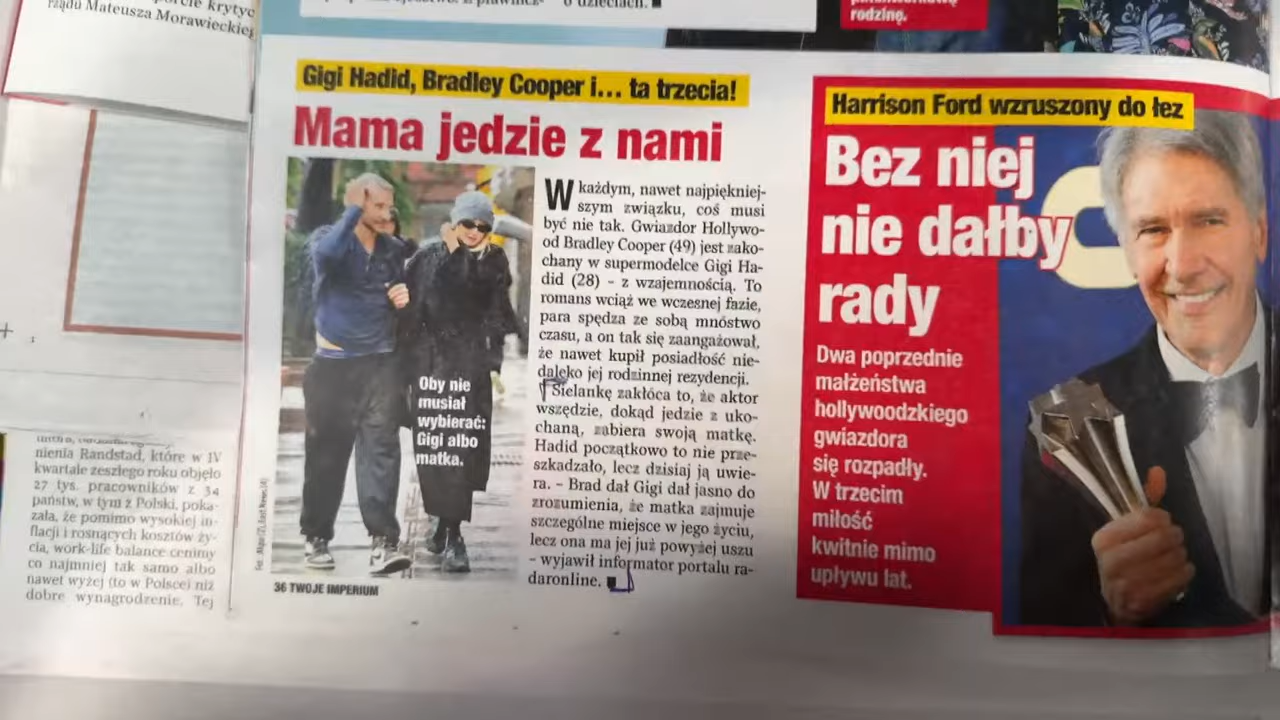 rządu Mateusza Morawieckiej
o dzieciach.
rodzinę.
nienia Randstad, które w IV
kwartale zeszłego roku objęło
27 tys. pracowników z 34
państw, w tym z Polski, poka-
zała, że pomimo wysokiej in-
flacji i rosnących kosztów ży-
cia, work-life balance cenimy
co najmniej tak samo albo
nawet wyżej (to w Polsce) niż
dobre wynagrodzenie. Tej
Gigi Hadid, Bradley Cooper i... ta trzecia!
Mama jedzie z nami
W każdym, nawet najpiękniej-
szym związku, coś musi
być nie tak. Gwiazdor Hollywo-
od Bradley Cooper (49) jest zako-
chany w supermodelce Gigi Ha-
did (28) – z wzajemnością. To
romans wciąż we wczesnej fazie,
para spędza ze sobą mnóstwo
czasu, a on tak się zaangażował,
że nawet kupił posiadłość nie-
daleko jej rodzinnej rezydencji.
Sielankę zakłóca to, że aktor
wszędzie, dokąd jedzie z uko-
chaną, zabiera swoją matkę.
Hadid początkowo to nie prze-
szkadzało, lecz dzisiaj ją uwie-
ra. – Brad dał Gigi dał jasno do
zrozumienia, że matka zajmuje
szczególne miejsce w jego życiu,
lecz ona ma jej już powyżej uszu
– wyjawił informator portalu ra-
daronline.
Oby nie
musiał
wybierać:
Gigi albo
matka.
36 TWOJE IMPERIUM
Harrison Ford wzruszony do łez
Bez niej
nie dałby
rady
Dwa poprzednie
małżeństwa
hollywoodzkiego
gwiazdora
się rozpadły.
W trzecim
miłość
kwitnie mimo
upływu lat.